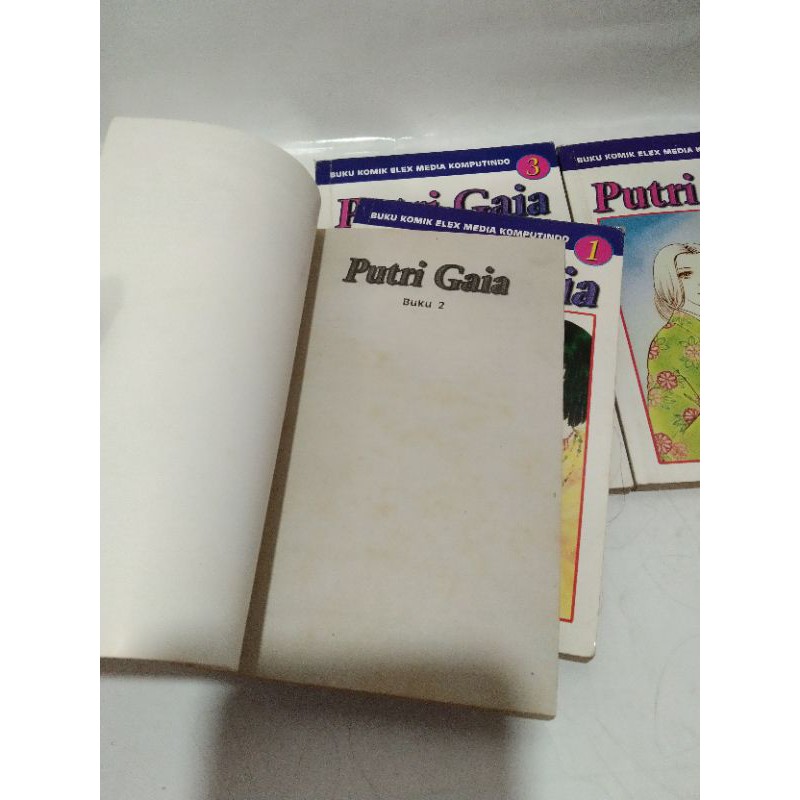 BUKU KOMIK ELEX MEDIA KOMPUTINDO 3
Putri Gaia
BUKU KOMIK ELEX MEDIA
Putri
BUKU KOMIK ELEX MEDIA KOMPUTINDO 1
ia
Putri Gaia
Buku 2